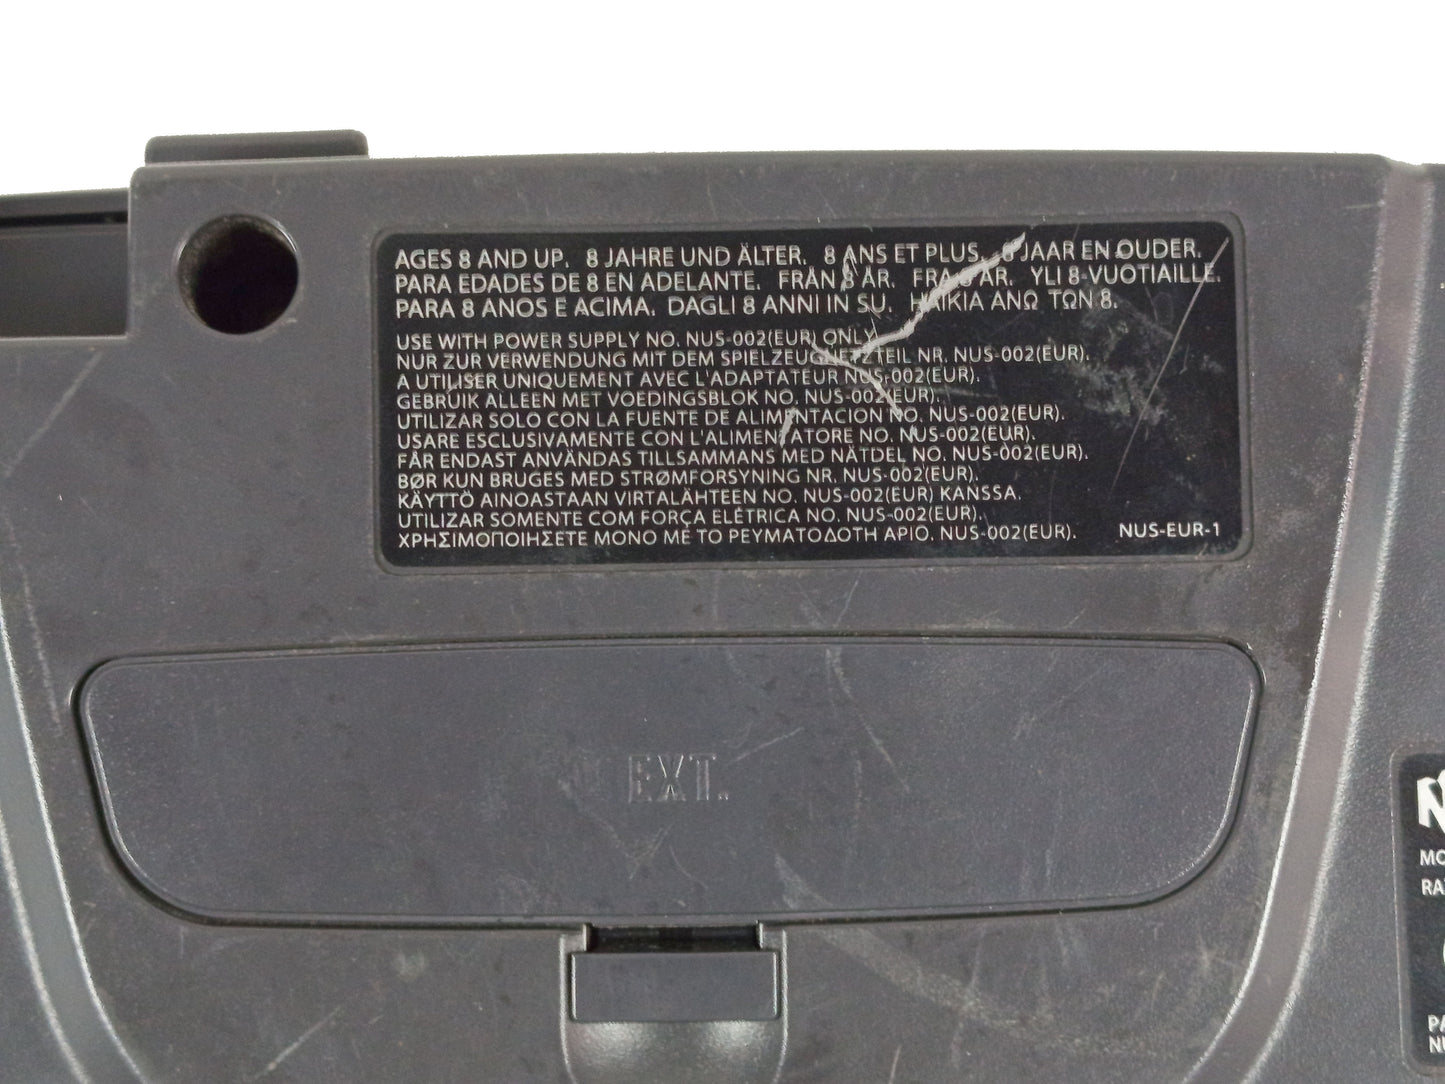 AGES 8 AND UP. 8 JAHRE UND ÄLTER. 8 ANS ET PLUS. 8 JAAR EN OUDER.
PARA EDADES DE 8 EN ADELANTE. FRÅN 8 ÅR. FRA 8 ÅR. YLI 8-VUOTIAILLE.
PARA 8 ANOS E ACIMA. DAGLI 8 ANNI IN SU. ΗΛΙΚΙΑ ΑΝΩ ΤΩΝ 8.
USE WITH POWER SUPPLY NO. NUS-002(EUR) ONLY
NUR ZUR VERWENDUNG MIT DEM SPIELZEUGNETZTEIL NR. NUS-002(EUR).
A UTILISER UNIQUEMENT AVEC L'ADAPTATEUR NUS-002(EUR).
GEBRUIK ALLEEN MET VOEDINGSBLOK NO. NUS-002(EUR).
UTILIZAR SOLO CON LA FUENTE DE ALIMENTACION NO. NUS-002(EUR).
USARE ESCLUSIVAMENTE CON L'ALIMENTATORE NO. NUS-002(EUR).
FÅR ENDAST ANVÄNDAS TILLSAMMANS MED NÄTDEL NO. NUS-002(EUR).
BØR KUN BRUGES MED STRØMFORSYNING NR. NUS-002(EUR).
KÄYTTÖ AINOASTAAN VIRTALÄHTEEN NO. NUS-002(EUR) KANSSA.
UTILIZAR SOMENTE COM FORÇA ELÉTRICA NO. NUS-002(EUR).
ΧΡΗΣΙΜΟΠΟΙΗΣΕΤΕ ΜΟΝΟ ΜΕ ΤΟ ΡΕΥΜΑΤΟΔΟΤΗ ΑΡΙΟ. NUS-002(EUR). NUS-EUR-1
EXT.